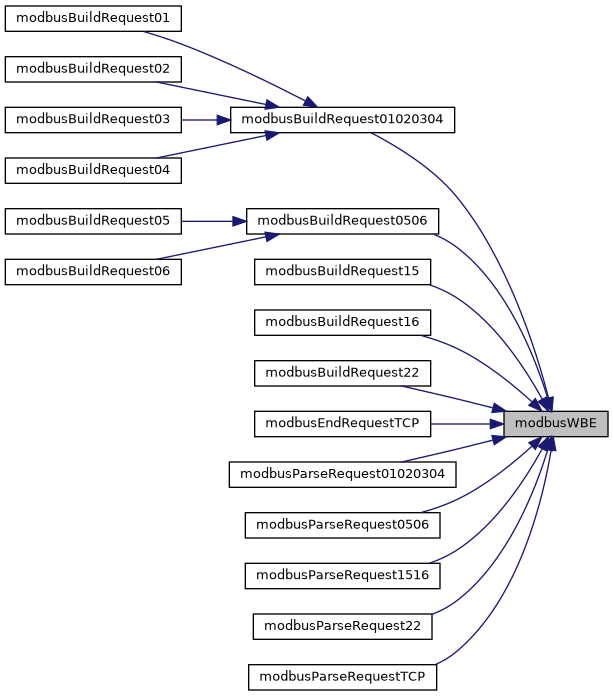 modbusBuildRequest01
modbusBuildRequest02
modbusBuildRequest03
modbusBuildRequest01020304
modbusBuildRequest04
modbusBuildRequest05
modbusBuildRequest0506
modbusBuildRequest06
modbusBuildRequest15
modbusBuildRequest16
modbusBuildRequest22
modbusEndRequestTCP
modbusWBE
modbusParseRequest01020304
modbusParseRequest0506
modbusParseRequest1516
modbusParseRequest22
modbusParseRequestTCP